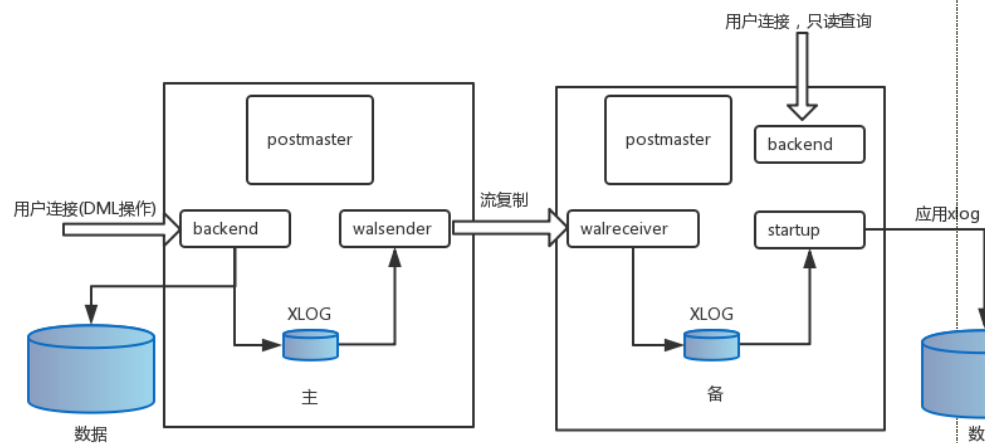 用户连接，只读查询
postmaster
postmaster
backend
用户连接(DML操作)
backend
walsender
流复制
walreceiver
startup
应用xlog
XLOG
XLOG
主
备
数据
数